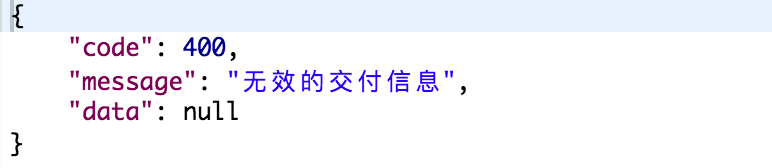 {
    "code": 400,
    "message": "无效的交付信息",
    "data": null
}